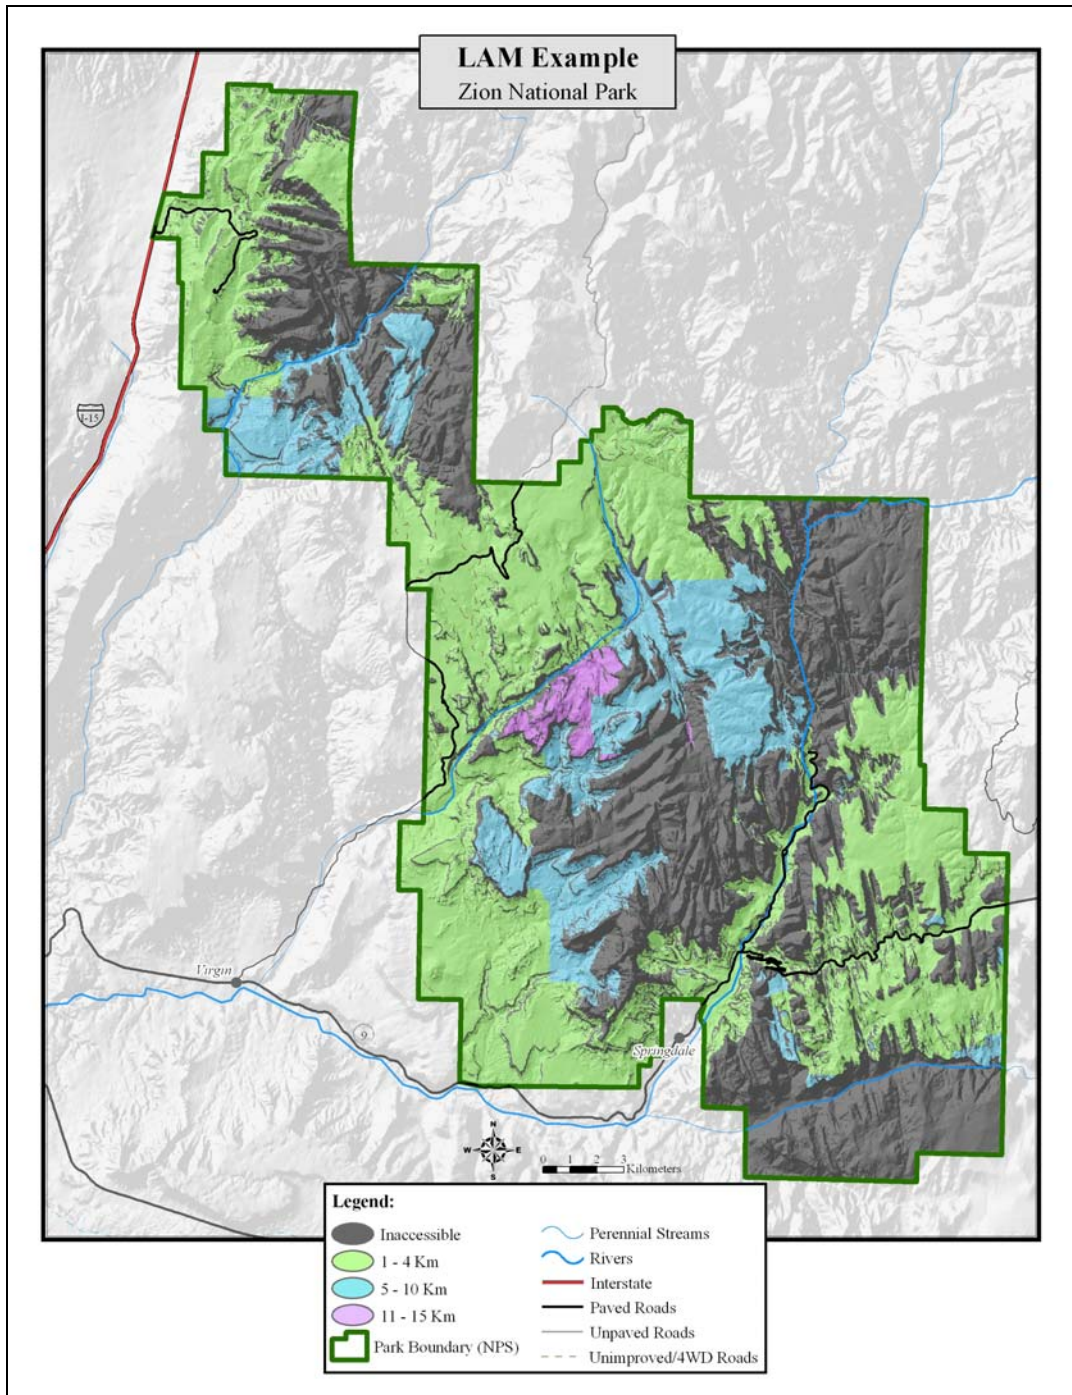 LAM Example
Zion National Park
I-15
Virgin
9
Springdale
N
W E
S
0 1 2 3
Kilometers
Legend:
Inaccessible
1 - 4 Km
5 - 10 Km
11 - 15 Km
Park Boundary (NPS)
Perennial Streams
Rivers
Interstate
Paved Roads
Unpaved Roads
Unimproved/4WD Roads